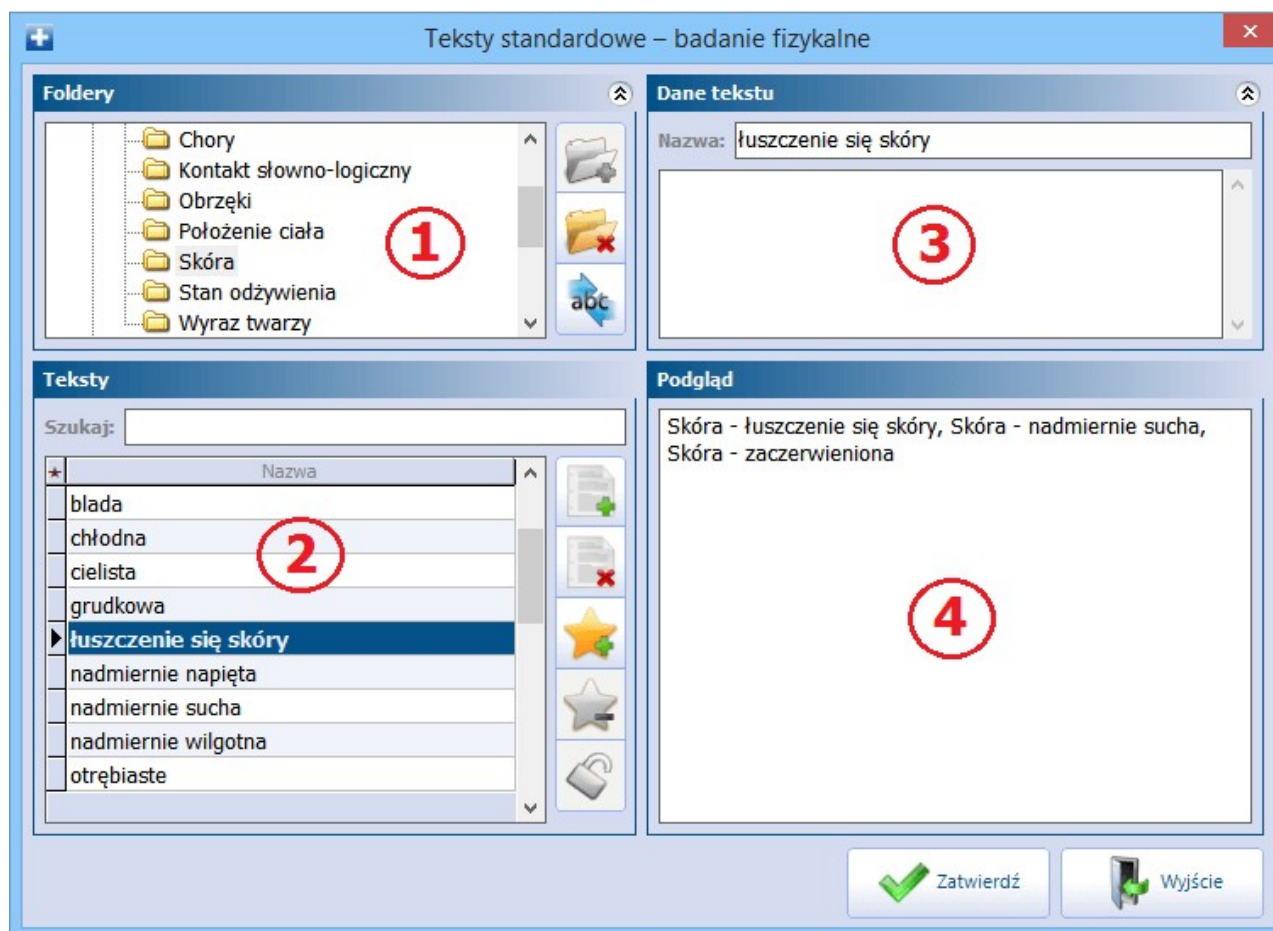 Teksty standardowe – badanie fizykalne
Foldery
Chory
Kontakt słowno-logiczny
Obrzęki
Położenie ciała
Skóra
Stan odżywienia
Wyraz twarzy
1
abc
Dane tekstu
Nazwa: łuszczenie się skóry
3
Teksty
Szukaj:
Nazwa
blada
chłodna
cielista
grudkowa
łuszczenie się skóry
nadmiernie napięta
nadmiernie sucha
nadmiernie wilgotna
otrębiaste
2
Podgląd
Skóra - łuszczenie się skóry, Skóra - nadmiernie sucha,
Skóra - zaczerwieniona
4
Zatwierdź
Wyjście